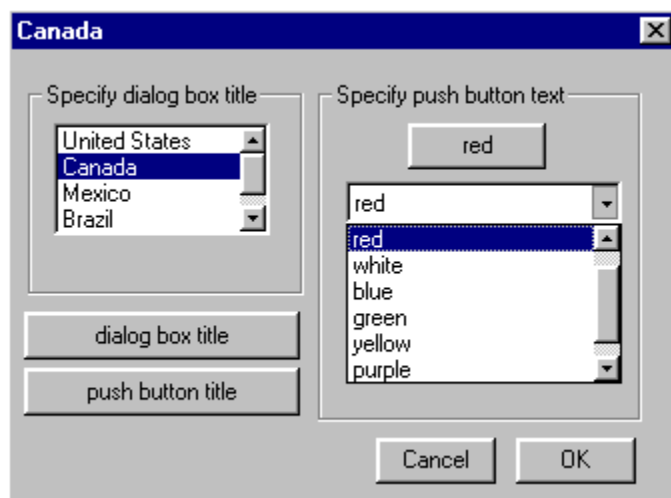 Canada
Specify dialog box title
United States
Canada
Mexico
Brazil
dialog box title
push button title
Specify push button text
red
red
red
white
blue
green
yellow
purple
Cancel
OK